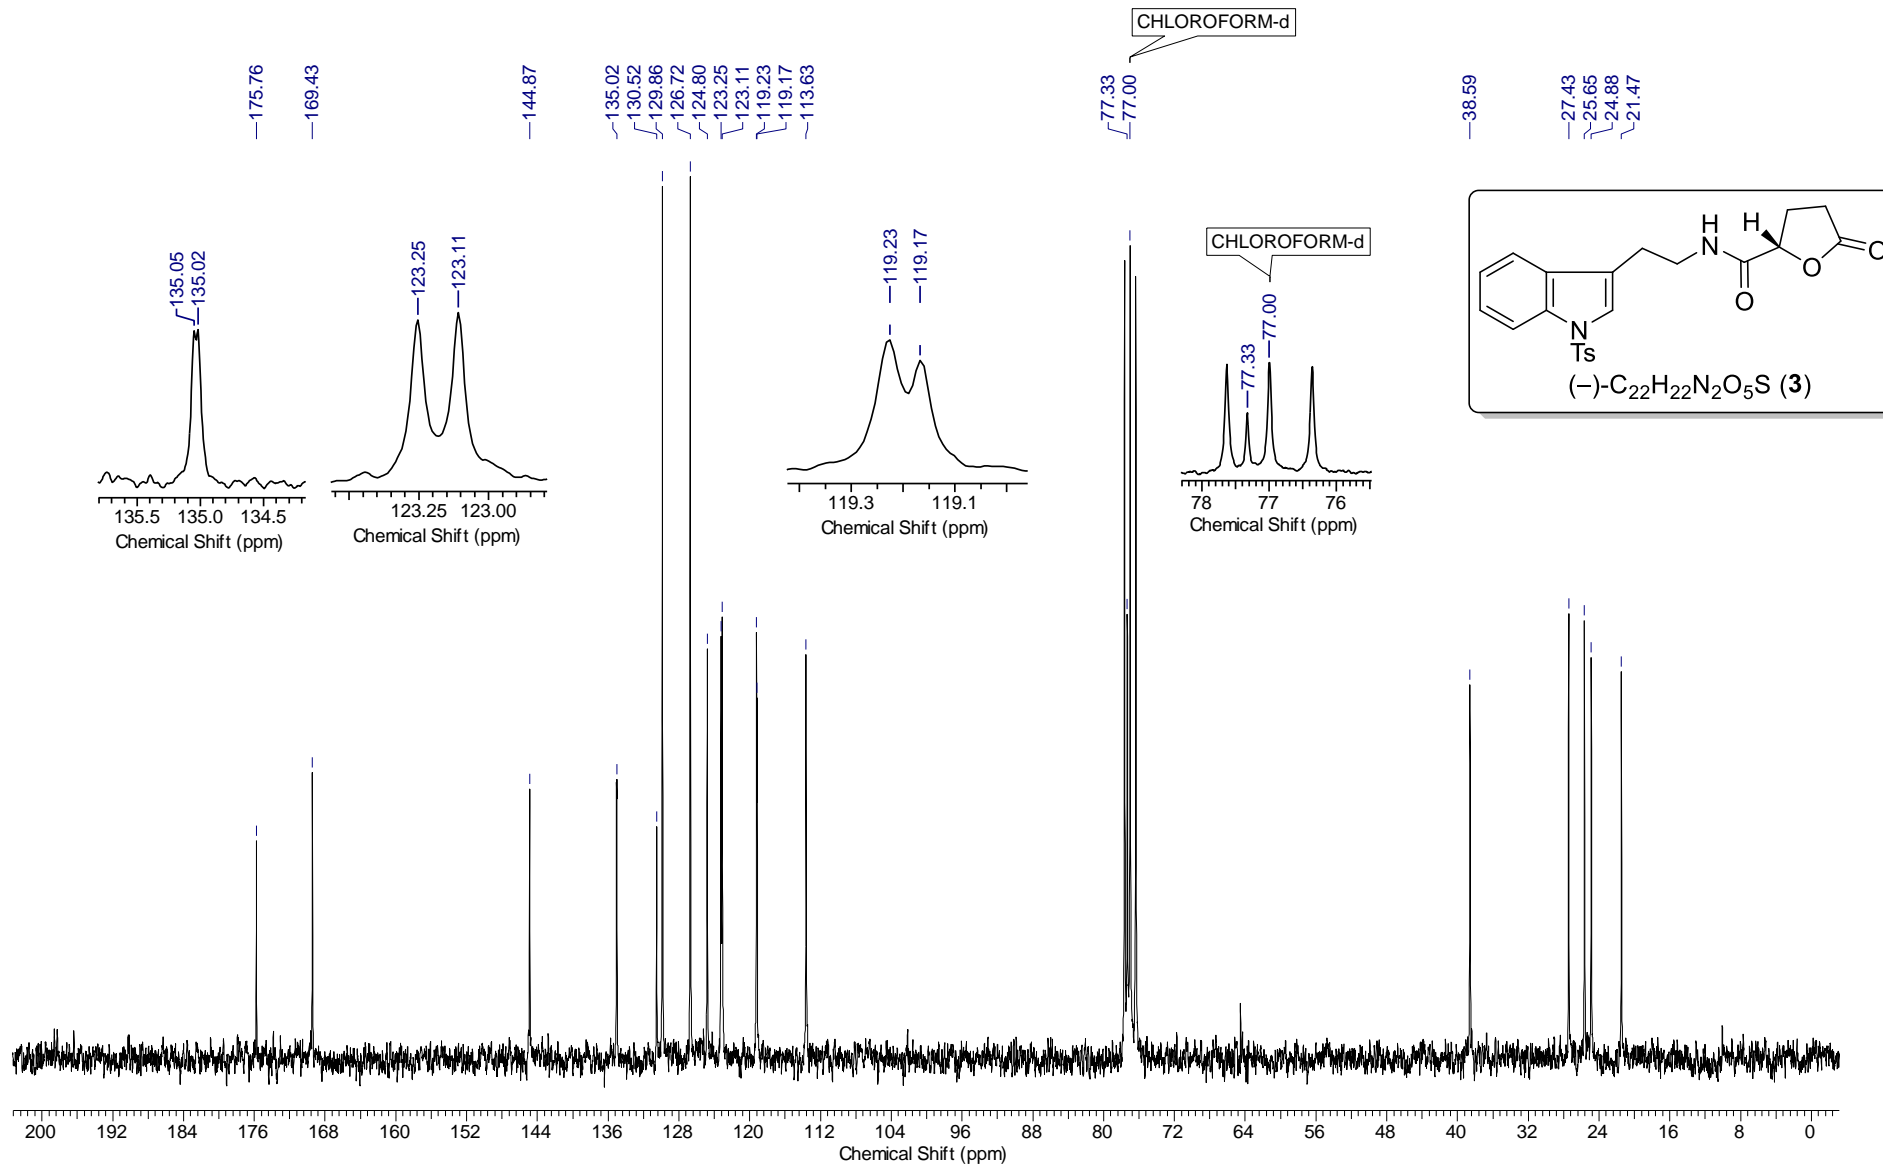 CHLOROFORM-d
175.76
169.43
144.87
135.02
130.52
129.86
126.72
124.80
123.25
123.11
119.23
119.17
113.63
77.33
77.00
38.59
27.43
25.65
24.88
21.47
135.05
135.02
135.5 135.0 134.5
Chemical Shift (ppm)
123.25
123.11
123.25 123.00
Chemical Shift (ppm)
119.23
119.17
119.3 119.1
Chemical Shift (ppm)
CHLOROFORM-d
77.33
77.00
78 77 76
Chemical Shift (ppm)
H
N
H
O
O
O
N
Ts
(−)-C22H22N2O5S (3)
200 192 184 176 168 160 152 144 136 128 120 112 104 96 88 80 72 64 56 48 40 32 24 16 8 0
Chemical Shift (ppm)